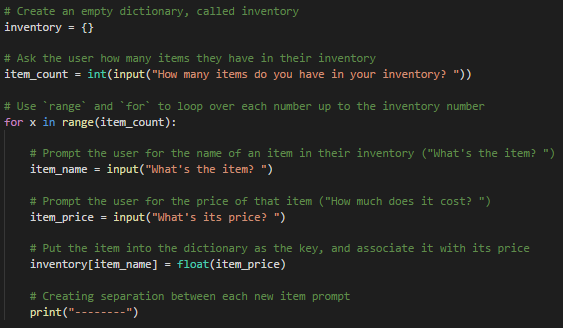 # Create an empty dictionary, called inventory
inventory = {}
# Ask the user how many items they have in their inventory
item_count = int(input("How many items do you have in your inventory? "))
# Use `range` and `for` to loop over each number up to the inventory number
for x in range(item_count):
# Prompt the user for the name of an item in their inventory ("What's the item? ")
item_name = input("What's the item? ")
# Prompt the user for the price of that item ("How much does it cost? ")
item_price = input("What's its price? ")
# Put the item into the dictionary as the key, and associate it with its price
inventory[item_name] = float(item_price)
# Creating separation between each new item prompt
print("--------")